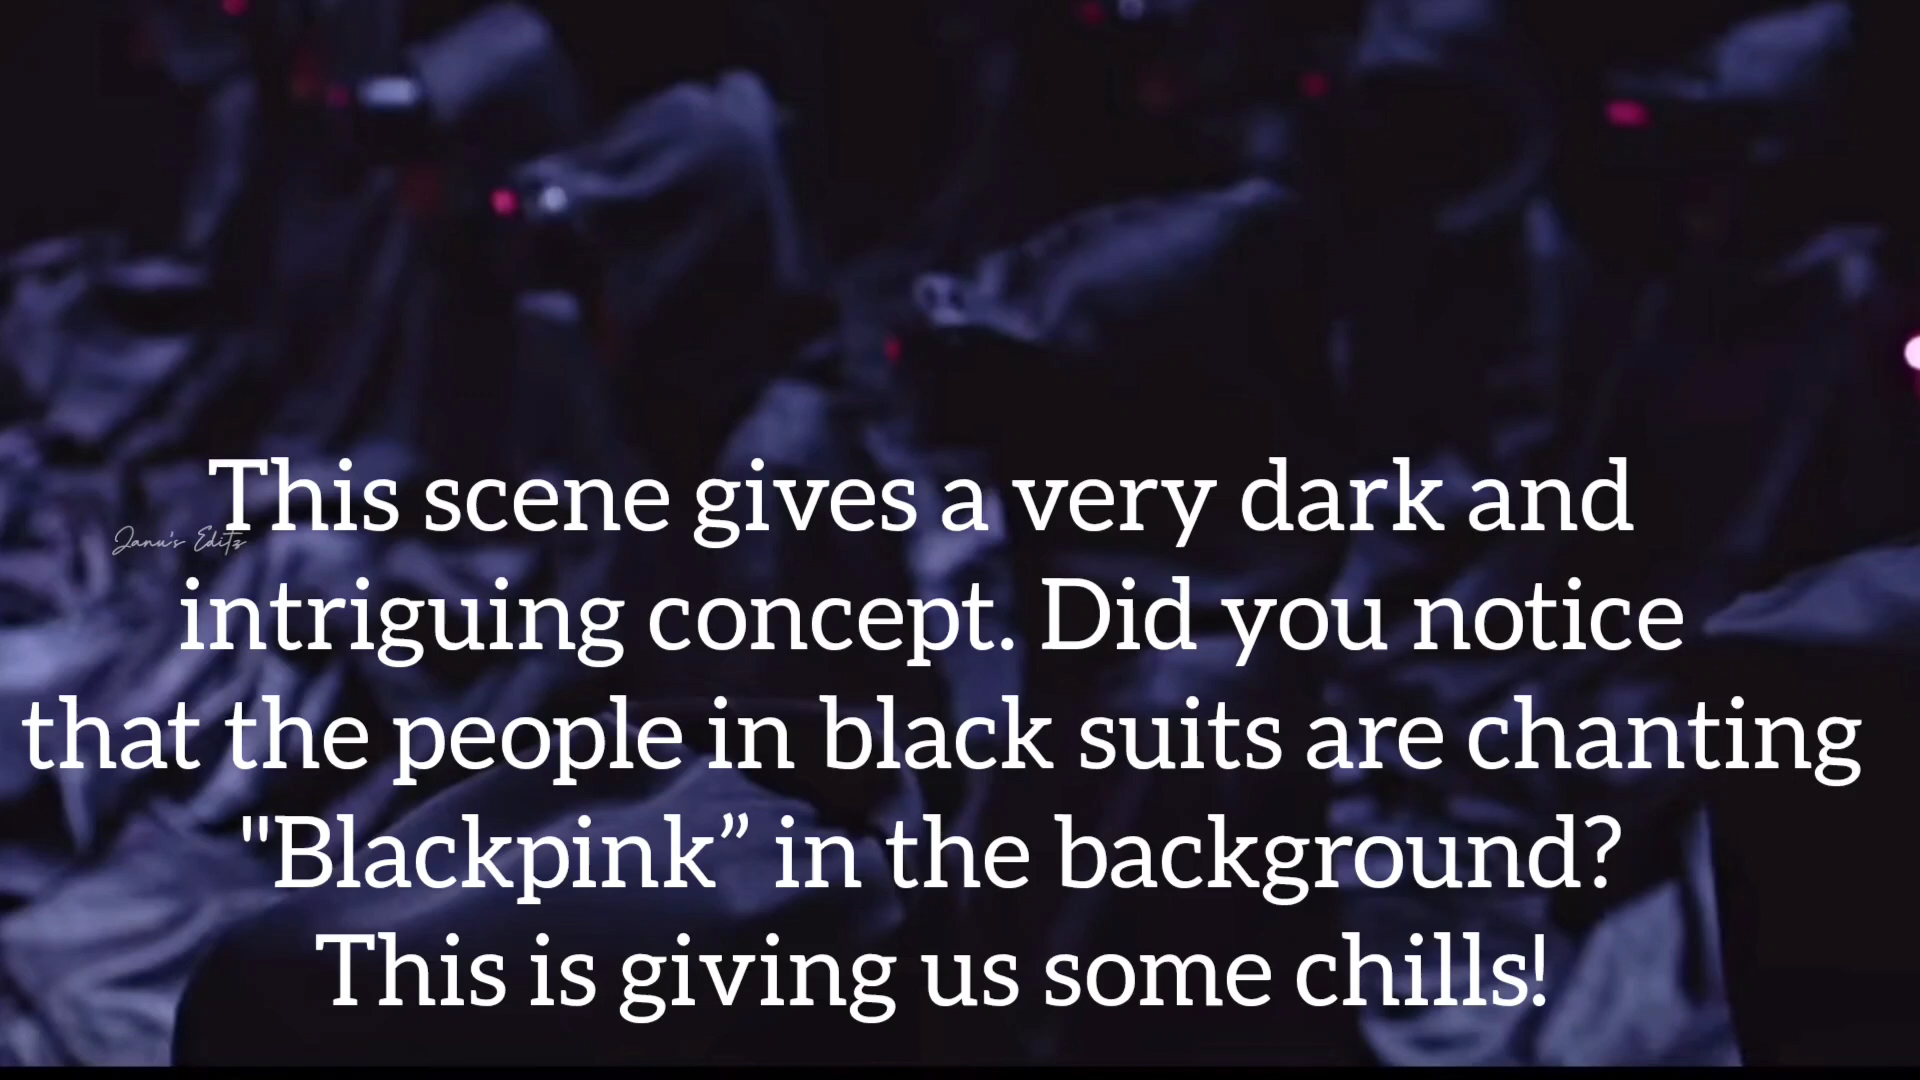 This scene gives a very dark and
Janu's Editz
intriguing concept. Did you notice
that the people in black suits are chanting
"Blackpink” in the background?
This is giving us some chills!